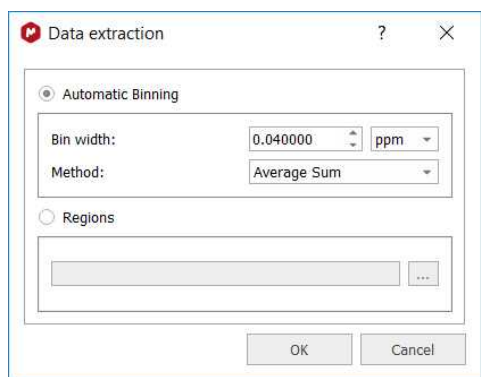 Data extraction ?
Automatic Binning
Bin width: 0.040000 ppm
Method: Average Sum
Regions
...
OK Cancel